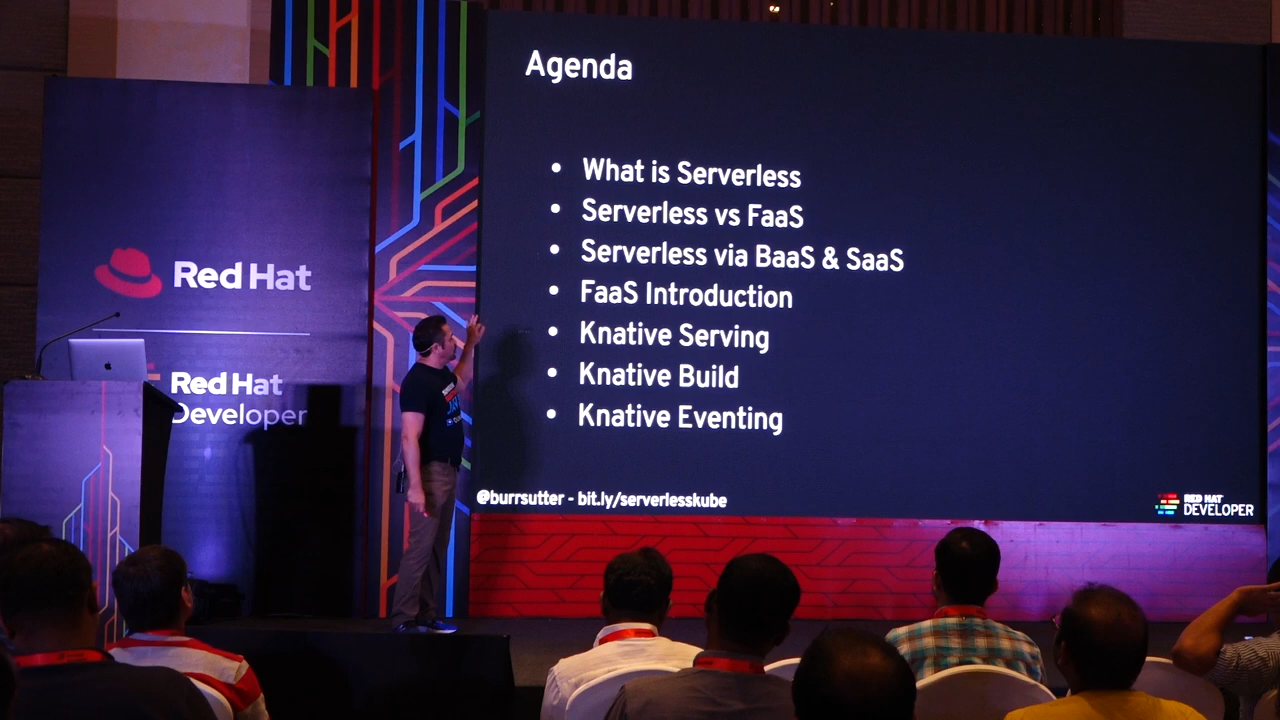 Agenda
• What is Serverless
• Serverless vs FaaS
• Serverless via BaaS & SaaS
• FaaS Introduction
• Knative Serving
• Knative Build
• Knative Eventing
@burrsutter - bit.ly/serverlesskube
RED HAT
DEVELOPER
Red Hat
Red Hat
Developer